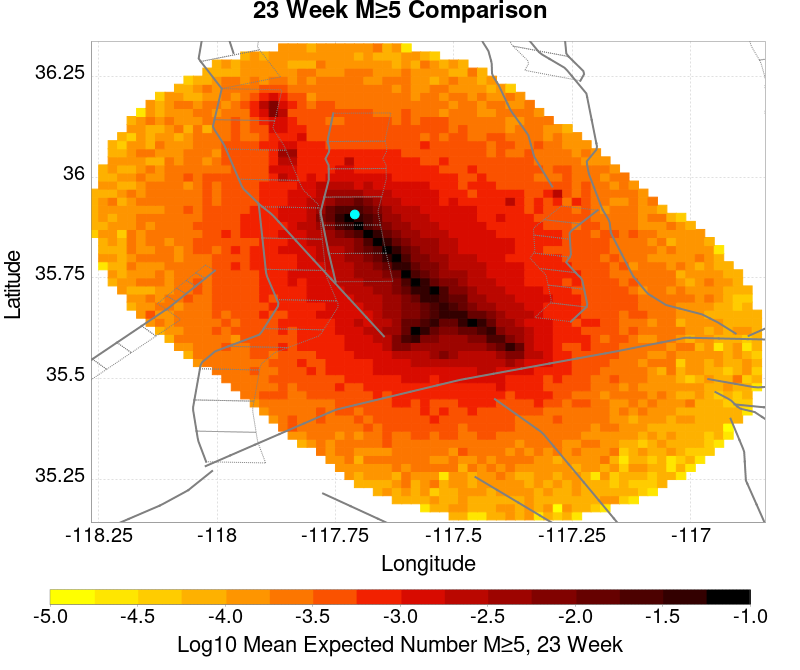 23 Week M≥5 Comparison
36.25
36
35.75
35.5
35.25
Latitude
-118.25 -118 -117.75 -117.5 -117.25 -117
Longitude
-5.0 -4.5 -4.0 -3.5 -3.0 -2.5 -2.0 -1.5 -1.0
Log10 Mean Expected Number M≥5, 23 Week